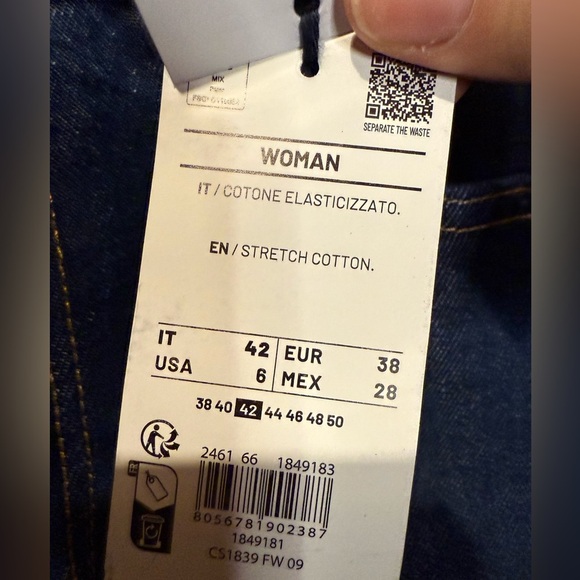 MIX
SEPARATE THE WASTE
WOMAN
IT / COTONE ELASTICIZZATO.
EN / STRETCH COTTON.
IT 42 EUR 38
USA 6 MEX 28
38 40 42 44 46 48 50
2461 66 1849183
8056781902387
1849181
CS1839 FW 09